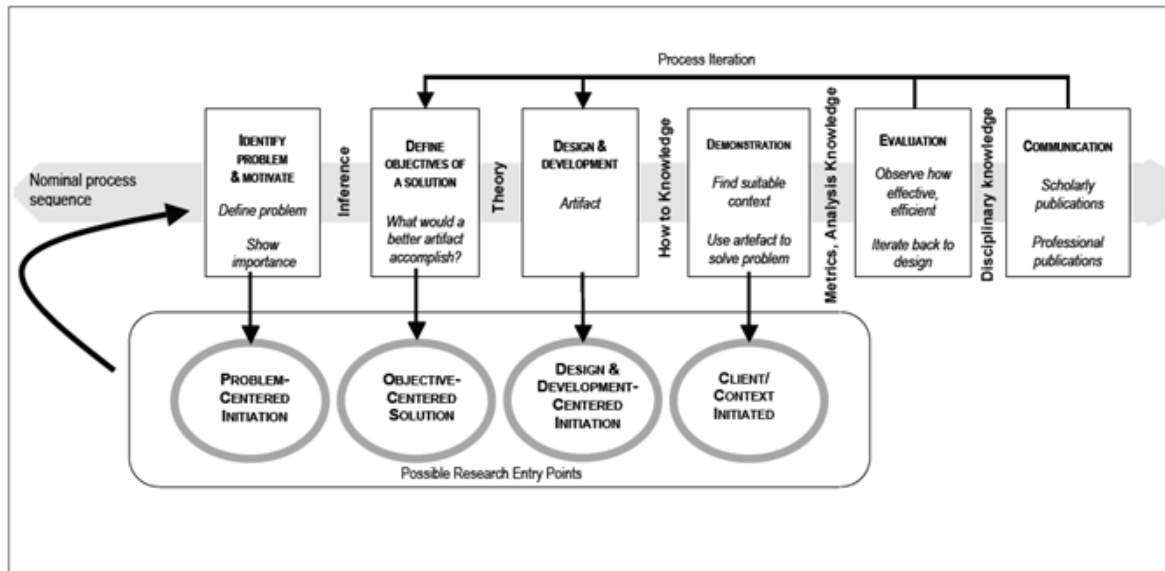 Process Iteration
Nominal process
sequence
IDENTIFY
PROBLEM
& MOTIVATE
Define problem
Show
importance
Inference
DEFINE
OBJECTIVES OF
A SOLUTION
What would a
better artifact
accomplish?
Theory
DESIGN &
DEVELOPMENT
Artifact
How to Knowledge
DEMONSTRATION
Find suitable
context
Use artefact to
solve problem
Metrics, Analysis Knowledge
EVALUATION
Observe how
effective,
efficient
Iterate back to
design
Disciplinary knowledge
COMMUNICATION
Scholarly
publications
Professional
publications
PROBLEM-
CENTERED
INITIATION
OBJECTIVE-
CENTERED
SOLUTION
DESIGN &
DEVELOPMENT-
CENTERED
INITIATION
CLIENT/
CONTEXT
INITIATED
Possible Research Entry Points